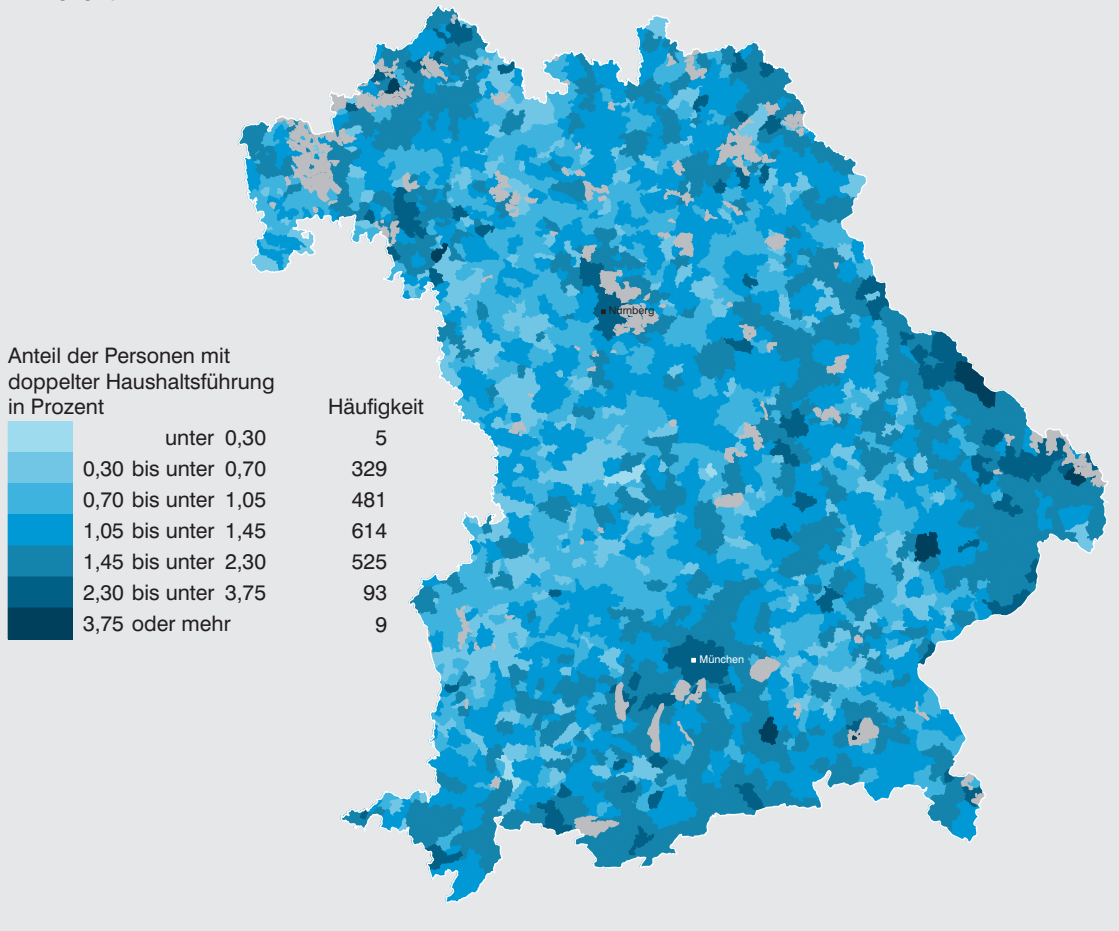 Nürnberg
Anteil der Personen mit
doppelter Haushaltsführung
in Prozent Häufigkeit
unter 0,30 5
0,30 bis unter 0,70 329
0,70 bis unter 1,05 481
1,05 bis unter 1,45 614
1,45 bis unter 2,30 525
2,30 bis unter 3,75 93
3,75 oder mehr 9
München